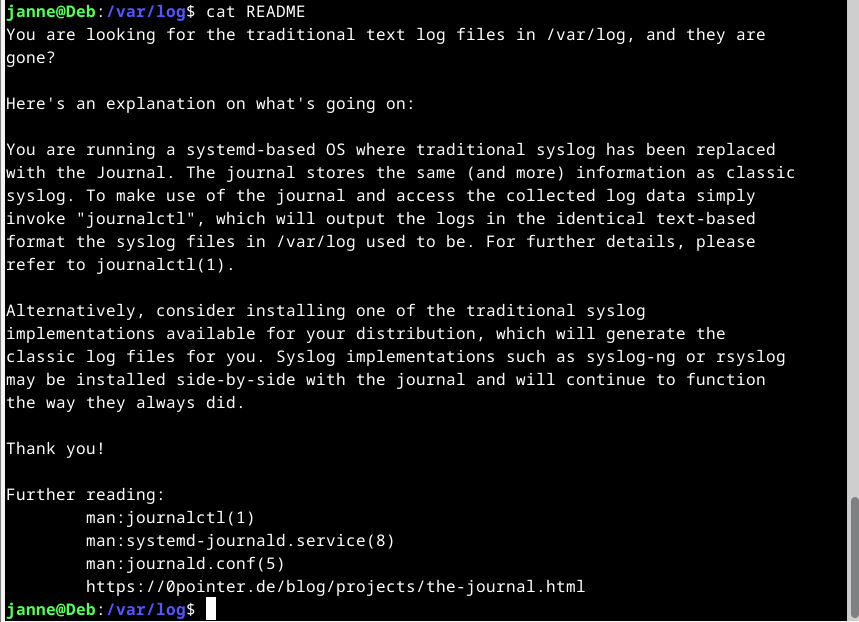 janne@Deb:/var/log$ cat README
You are looking for the traditional text log files in /var/log, and they are
gone?

Here's an explanation on what's going on:

You are running a systemd-based OS where traditional syslog has been replaced
with the Journal. The journal stores the same (and more) information as classic
syslog. To make use of the journal and access the collected log data simply
invoke "journalctl", which will output the logs in the identical text-based
format the syslog files in /var/log used to be. For further details, please
refer to journalctl(1).

Alternatively, consider installing one of the traditional syslog
implementations available for your distribution, which will generate the
classic log files for you. Syslog implementations such as syslog-ng or rsyslog
may be installed side-by-side with the journal and will continue to function
the way they always did.

Thank you!

Further reading:
        man:journalctl(1)
        man:systemd-journald.service(8)
        man:journald.conf(5)
        https://0pointer.de/blog/projects/the-journal.html
janne@Deb:/var/log$